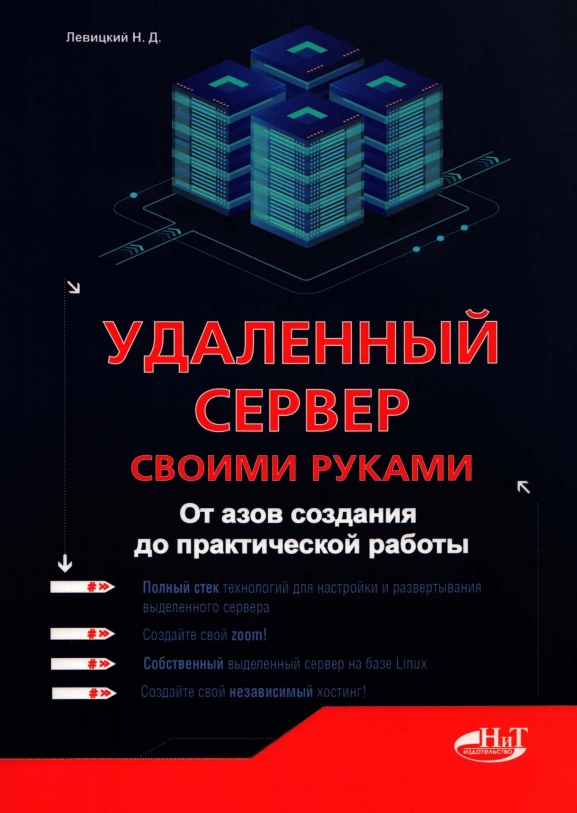 Левицкий Н. Д.
УДАЛЕННЫЙ
СЕРВЕР
СВОИМИ РУКАМИ
От азов создания
до практической работы
#» Полный стек технологий для настройки и развертывания
выделенного сервера
#» Создайте свой zoom!
#» Собственный выделенный сервер на базе Linux
#» Создайте свой независимый хостинг!
НиТ
издательство